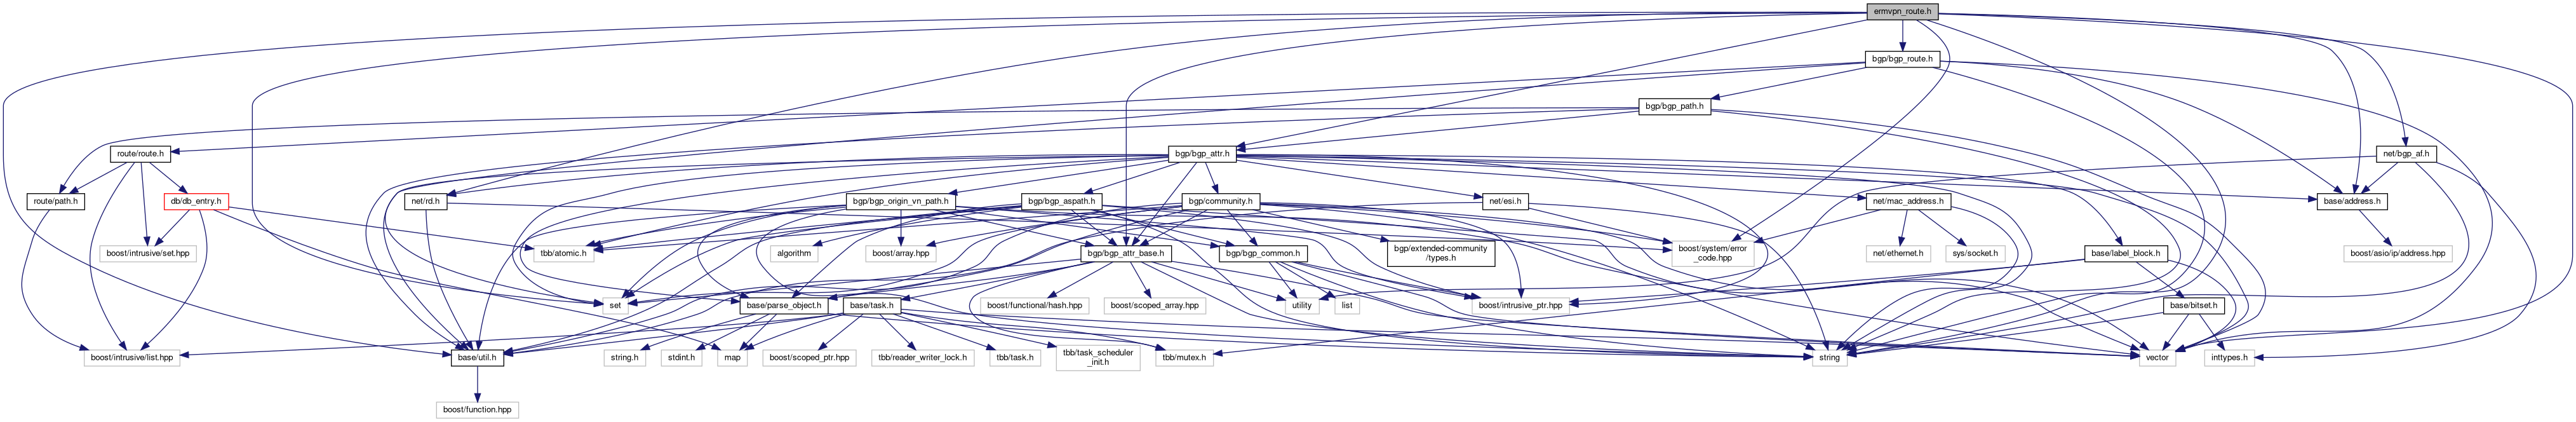 ermvpn_route.h
bgp/bgp_route.h
bgp/bgp_path.h
route/route.h
bgp/bgp_attr.h
net/bgp_af.h
route/path.h
db/db_entry.h
net/rd.h
bgp/bgp_origin_vn_path.h
bgp/bgp_aspath.h
bgp/community.h
net/esi.h
net/mac_address.h
base/address.h
boost/intrusive/set.hpp
tbb/atomic.h
algorithm
boost/array.hpp
bgp/bgp_attr_base.h
bgp/bgp_common.h
bgp/extended-community
/types.h
boost/system/error
_code.hpp
net/ethernet.h
sys/socket.h
base/label_block.h
boost/asio/ip/address.hpp
set
base/parse_object.h
base/task.h
boost/functional/hash.hpp
boost/scoped_array.hpp
utility
list
boost/intrusive_ptr.hpp
base/bitset.h
boost/intrusive/list.hpp
base/util.h
string.h
stdint.h
map
boost/scoped_ptr.hpp
tbb/reader_writer_lock.h
tbb/task.h
tbb/task_scheduler
_init.h
tbb/mutex.h
string
vector
inttypes.h
boost/function.hpp